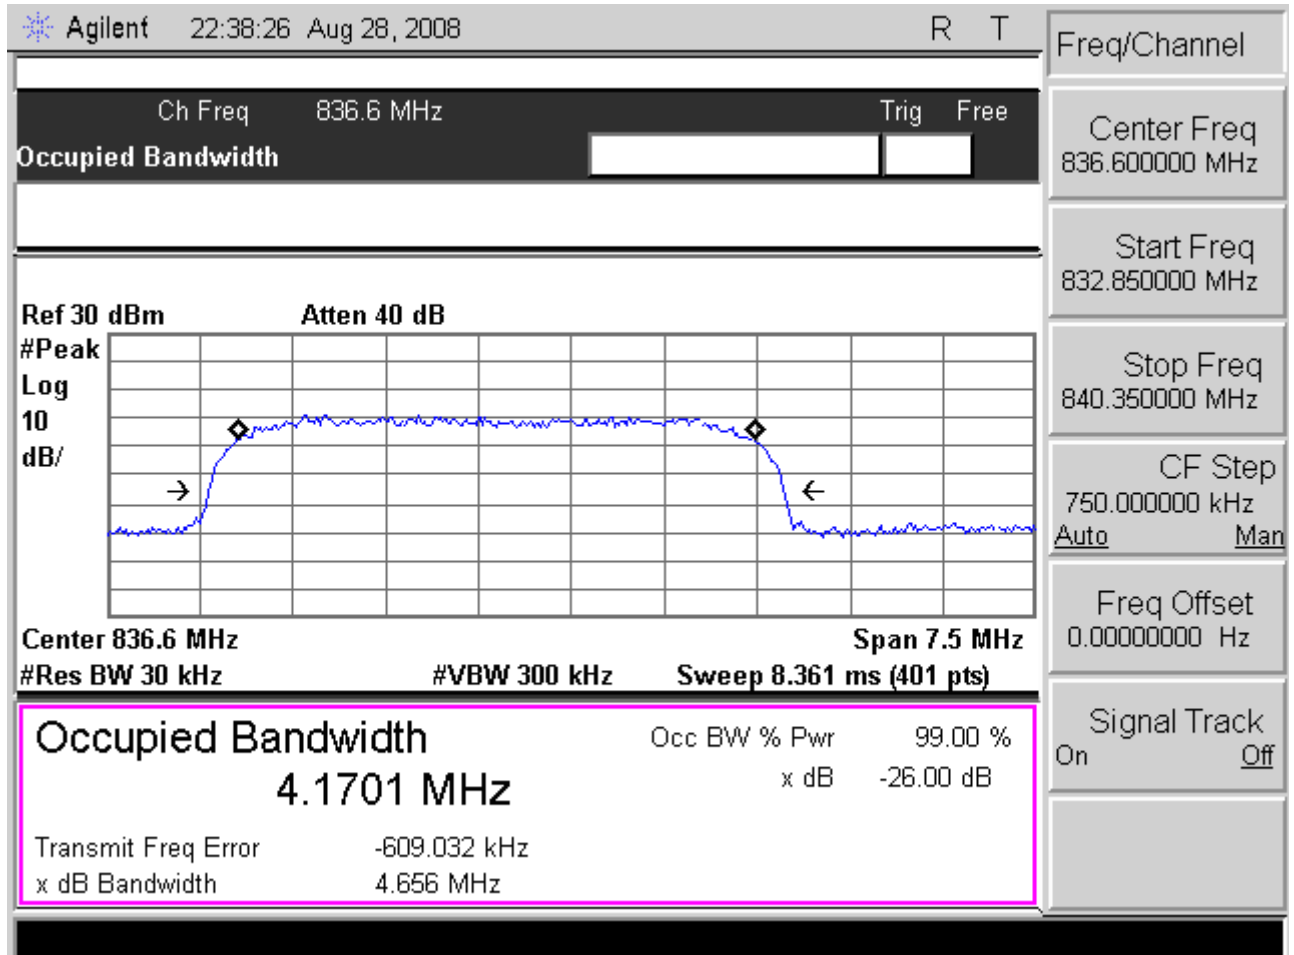 Agilent 22:38:26 Aug 28, 2008 R T
Freq/Channel
Ch Freq 836.6 MHz Trig Free
Occupied Bandwidth
Center Freq
836.600000 MHz
Start Freq
832.850000 MHz
Stop Freq
840.350000 MHz
CF Step
750.000000 kHz
Auto Man
Freq Offset
0.00000000 Hz
Signal Track
On Off
Ref 30 dBm Atten 40 dB
#Peak
Log
10
dB/
Center 836.6 MHz Span 7.5 MHz
#Res BW 30 kHz #VBW 300 kHz Sweep 8.361 ms (401 pts)
Occupied Bandwidth Occ BW % Pwr 99.00 %
4.1701 MHz x dB -26.00 dB
Transmit Freq Error -609.032 kHz
x dB Bandwidth 4.656 MHz